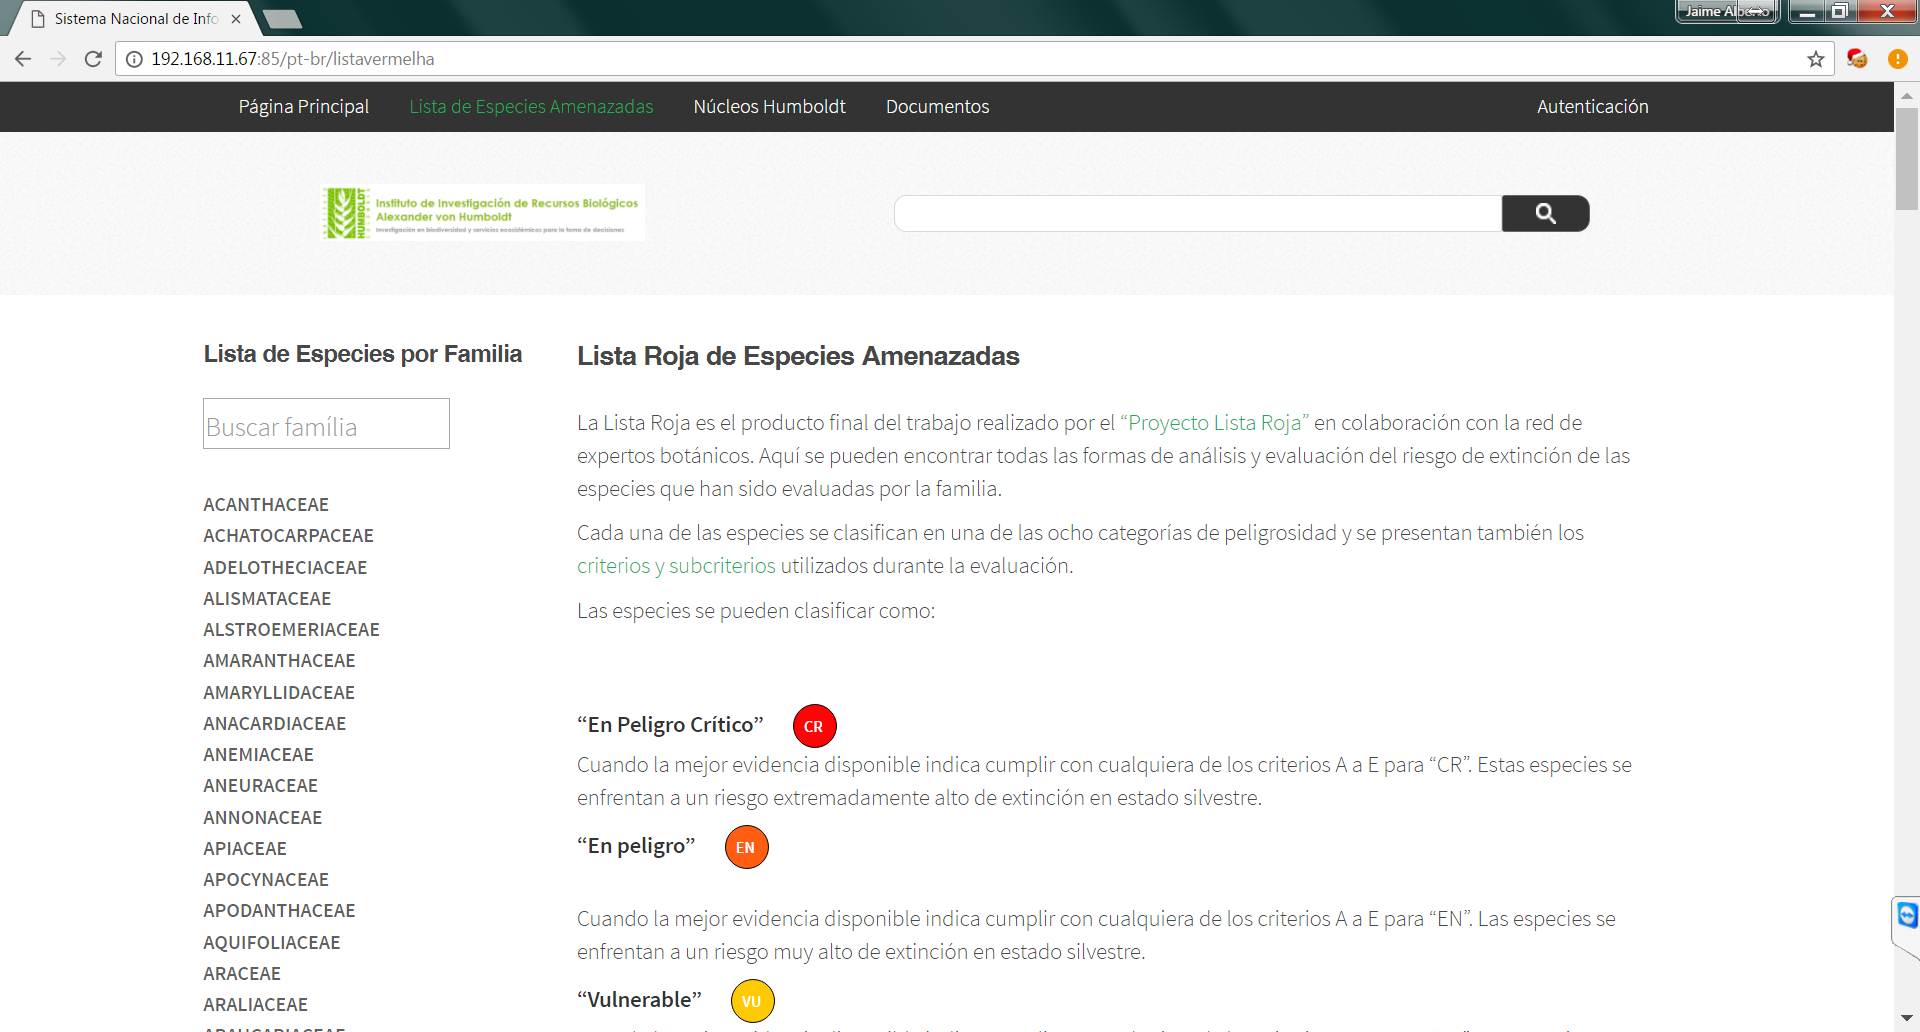 Sistema Nacional de Info
Jaime Alberto
192.168.11.67:85/pt-br/listavermelha
Página Principal
Lista de Especies Amenazadas
Núcleos Humboldt
Documentos
Autenticación
HUMBOLDT
Instituto de Investigación de Recursos Biológicos
Alexander von Humboldt
Investigación en biodiversidad y servicios ecosistémicos para la toma de decisiones
Lista de Especies por Familia
Buscar família
ACANTHACEAE
ACHATOCARPACEAE
ADELOTHECIACEAE
ALISMATACEAE
ALSTROEMERIACEAE
AMARANTHACEAE
AMARYLLIDACEAE
ANACARDIACEAE
ANEMIACEAE
ANEURACEAE
ANNONACEAE
APIACEAE
APOCYNACEAE
APODANTHACEAE
AQUIFOLIACEAE
ARACEAE
ARALIACEAE
ARAUCARIACEAE
Lista Roja de Especies Amenazadas
La Lista Roja es el producto final del trabajo realizado por el “Proyecto Lista Roja” en colaboración con la red de
expertos botánicos. Aquí se pueden encontrar todas las formas de análisis y evaluación del riesgo de extinción de las
especies que han sido evaluadas por la familia.
Cada una de las especies se clasifican en una de las ocho categorías de peligrosidad y se presentan también los
criterios y subcriterios utilizados durante la evaluación.
Las especies se pueden clasificar como:
“En Peligro Crítico” CR
Cuando la mejor evidencia disponible indica cumplir con cualquiera de los criterios A a E para “CR”. Estas especies se
enfrentan a un riesgo extremadamente alto de extinción en estado silvestre.
“En peligro” EN
Cuando la mejor evidencia disponible indica cumplir con cualquiera de los criterios A a E para “EN”. Las especies se
enfrentan a un riesgo muy alto de extinción en estado silvestre.
“Vulnerable” VU